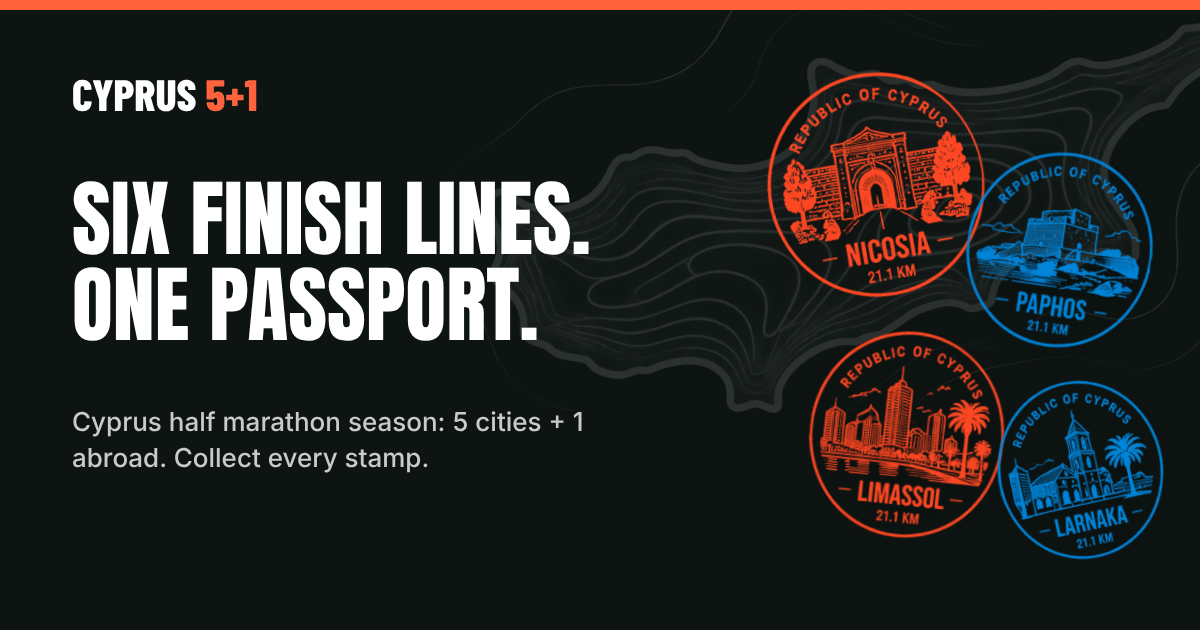 CYPRUS 5+1
SIX FINISH LINES.
ONE PASSPORT.
Cyprus half marathon season: 5 cities + 1
abroad. Collect every stamp.
REPUBLIC OF CYPRUS
NICOSIA
21.1 KM
REPUBLIC OF CYPRUS
PAPHOS
21.1 KM
REPUBLIC OF CYPRUS
LIMASSOL
21.1 KM
REPUBLIC OF CYPRUS
LARNAKA
21.1 KM